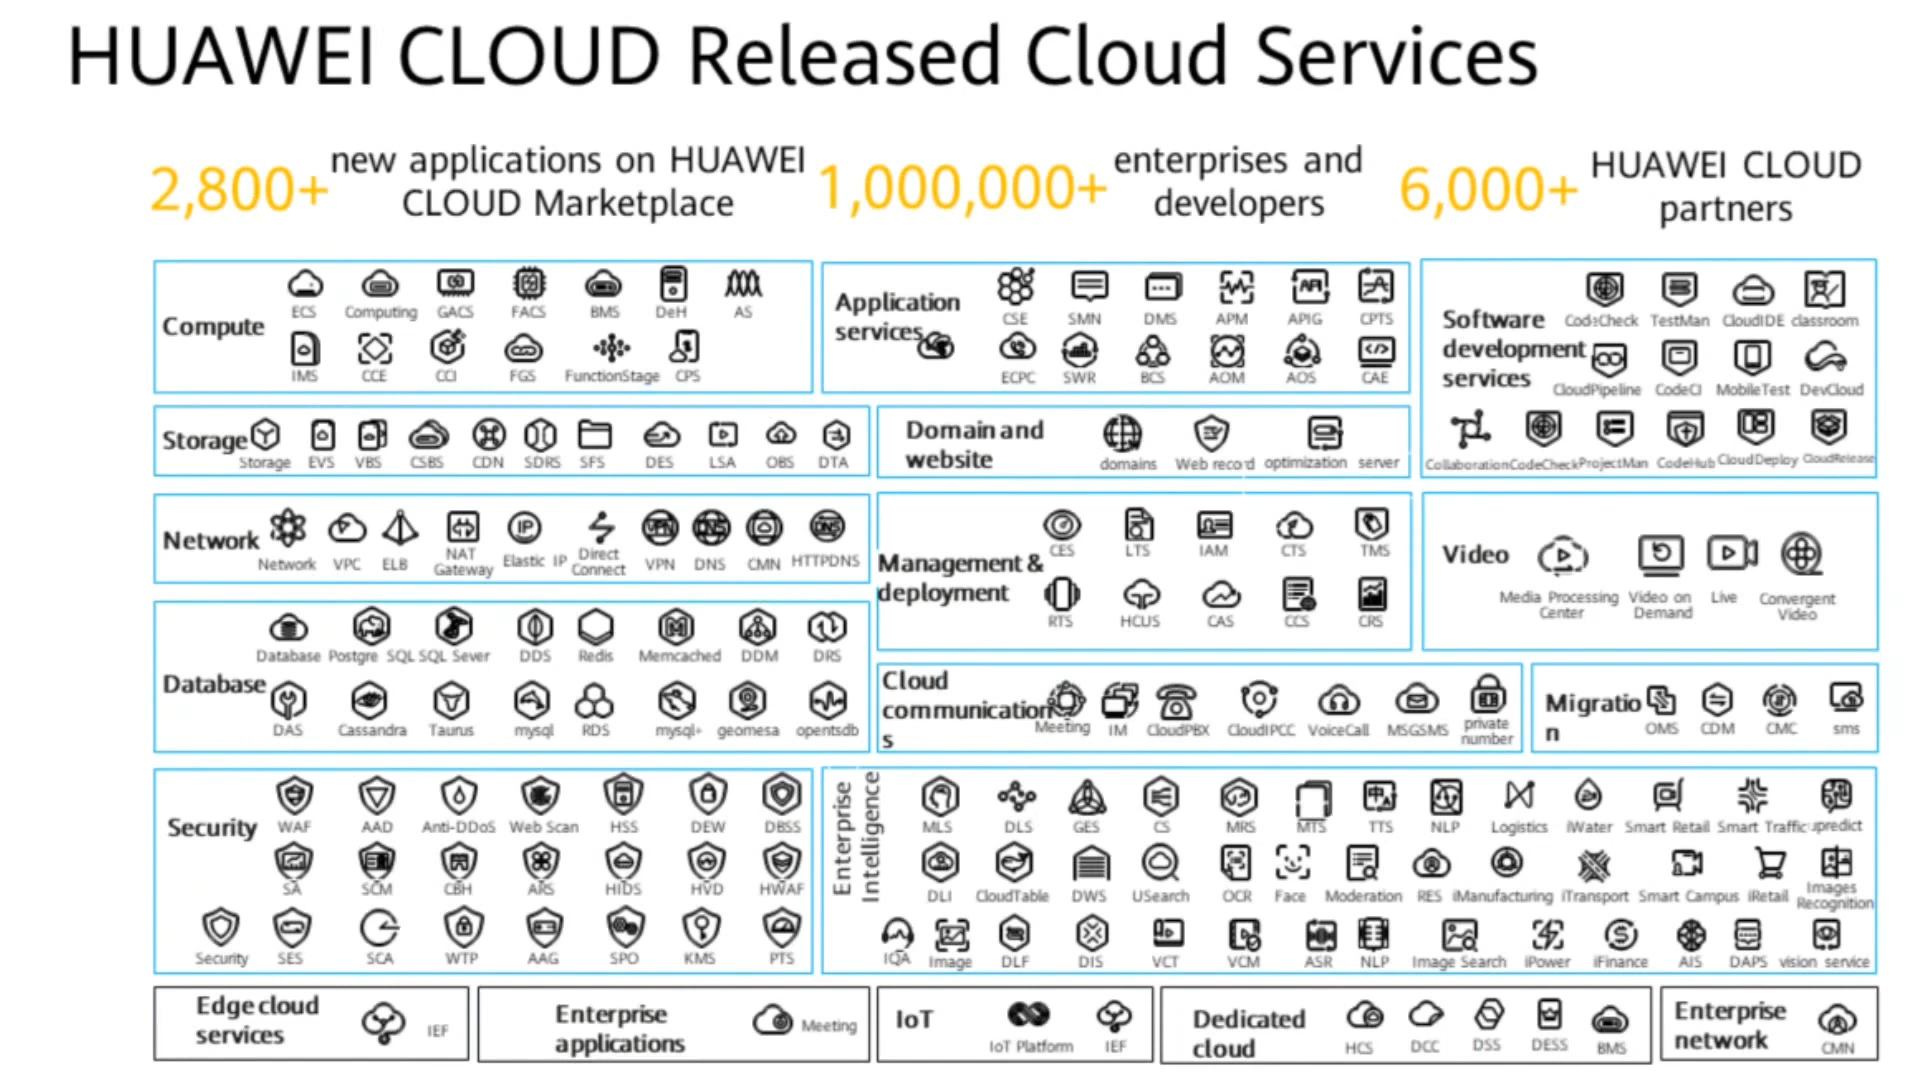 HUAWEI CLOUD Released Cloud Services
2,800+ new applications on HUAWEI CLOUD Marketplace
1,000,000+ enterprises and developers
6,000+ HUAWEI CLOUD partners
Compute
ECS Computing GACS FACS BMS DeH AS
IMS CCE CCI FGS FunctionStage CPS
Application services
CSE SMN DMS APM APIG CPTS
ECPC SWR BCS AOM AOS CAE
Software development services
CodeCheck TestMan CloudIDE classroom
CloudPipeline CodeCI MobileTest DevCloud
Collaboration CodeCheck ProjectMan CodeHub CloudDeploy CloudRelease
Storage
Storage EVS VBS CSBS CDN SDRS SFS DES LSA OBS DTA
Domain and website
domains Web record optimization server
Network
Network VPC ELB NAT Gateway Elastic IP Direct Connect VPN DNS CMN HTTPDNS
Management & deployment
CES LTS IAM CTS TMS
RTS HCUS CAS CCS CRS
Video
Media Processing Center Video on Demand Live Convergent Video
Database
Database Postgre SQL SQL Sever DDS Redis Memcached DDM DRS
DAS Cassandra Taurus mysql RDS mysql+ geomesa opentsdb
Cloud
communication
s
Meeting IM CloudPBX CloudIPCC VoiceCall MSGSMS private number
Migratio
n
OMS CDM CMC sms
Security
WAF AAD Anti-DDoS Web Scan HSS DEW DBSS
SA SCM CBH ARS HIDS HVD HWAF
Security SES SCA WTP AAG SPO KMS PTS
Enterprise
Intelligence
MLS DLS GES CS MRS MTS TTS NLP Logistics iWater Smart Retail Smart Traffic upredict
DLI CloudTable DWS USearch OCR Face Moderation RES iManufacturing iTransport Smart Campus iRetail Images Recognition
IQA Image DLF DIS VCT VCM ASR NLP Image Search iPower iFinance AIS DAPS vision service
Edge cloud services
IEF
Enterprise applications
Meeting
IoT
IoT Platform IEF
Dedicated cloud
HCS DCC DSS DESS BMS
Enterprise network
CMN